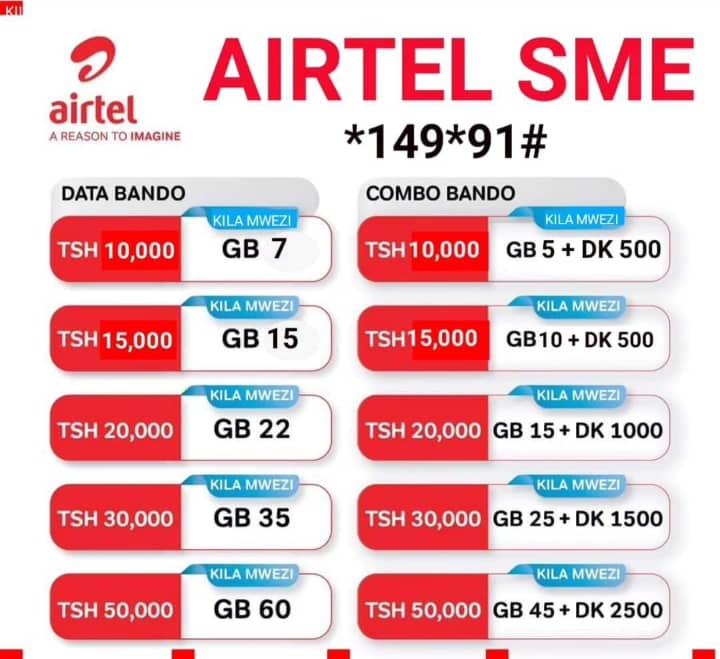 airtel
A REASON TO IMAGINE
AIRTEL SME
*149*91#
DATA BANDO
KILA MWEZI
TSH 10,000 GB 7
KILA MWEZI
TSH 15,000 GB 15
KILA MWEZI
TSH 20,000 GB 22
KILA MWEZI
TSH 30,000 GB 35
KILA MWEZI
TSH 50,000 GB 60
COMBO BANDO
KILA MWEZI
TSH 10,000 GB 5 + DK 500
KILA MWEZI
TSH 15,000 GB 10 + DK 500
KILA MWEZI
TSH 20,000 GB 15 + DK 1000
KILA MWEZI
TSH 30,000 GB 25 + DK 1500
KILA MWEZI
TSH 50,000 GB 45 + DK 2500